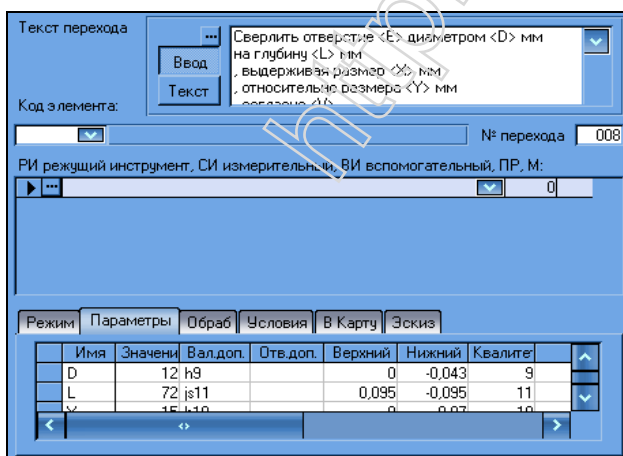 Текст перехода
Сверлить отверстие <E> диаметром <D> мм
на глубину <L> мм
, выдерживая размер <X> мм
, относительно размера <Y> мм
Ввод
Текст
Код элемента:
№ перехода 008
РИ режущий инструмент, СИ измерительный, ВИ вспомогательный, ПР, М:
0
Режим Параметры Обраб Условия В Карту Эскиз
Имя Значени Вал.доп. Отв.доп. Верхний Нижний Квалитет
D 12 h9 0 -0,043 9
L 72 js11 0,095 -0,095 11
http